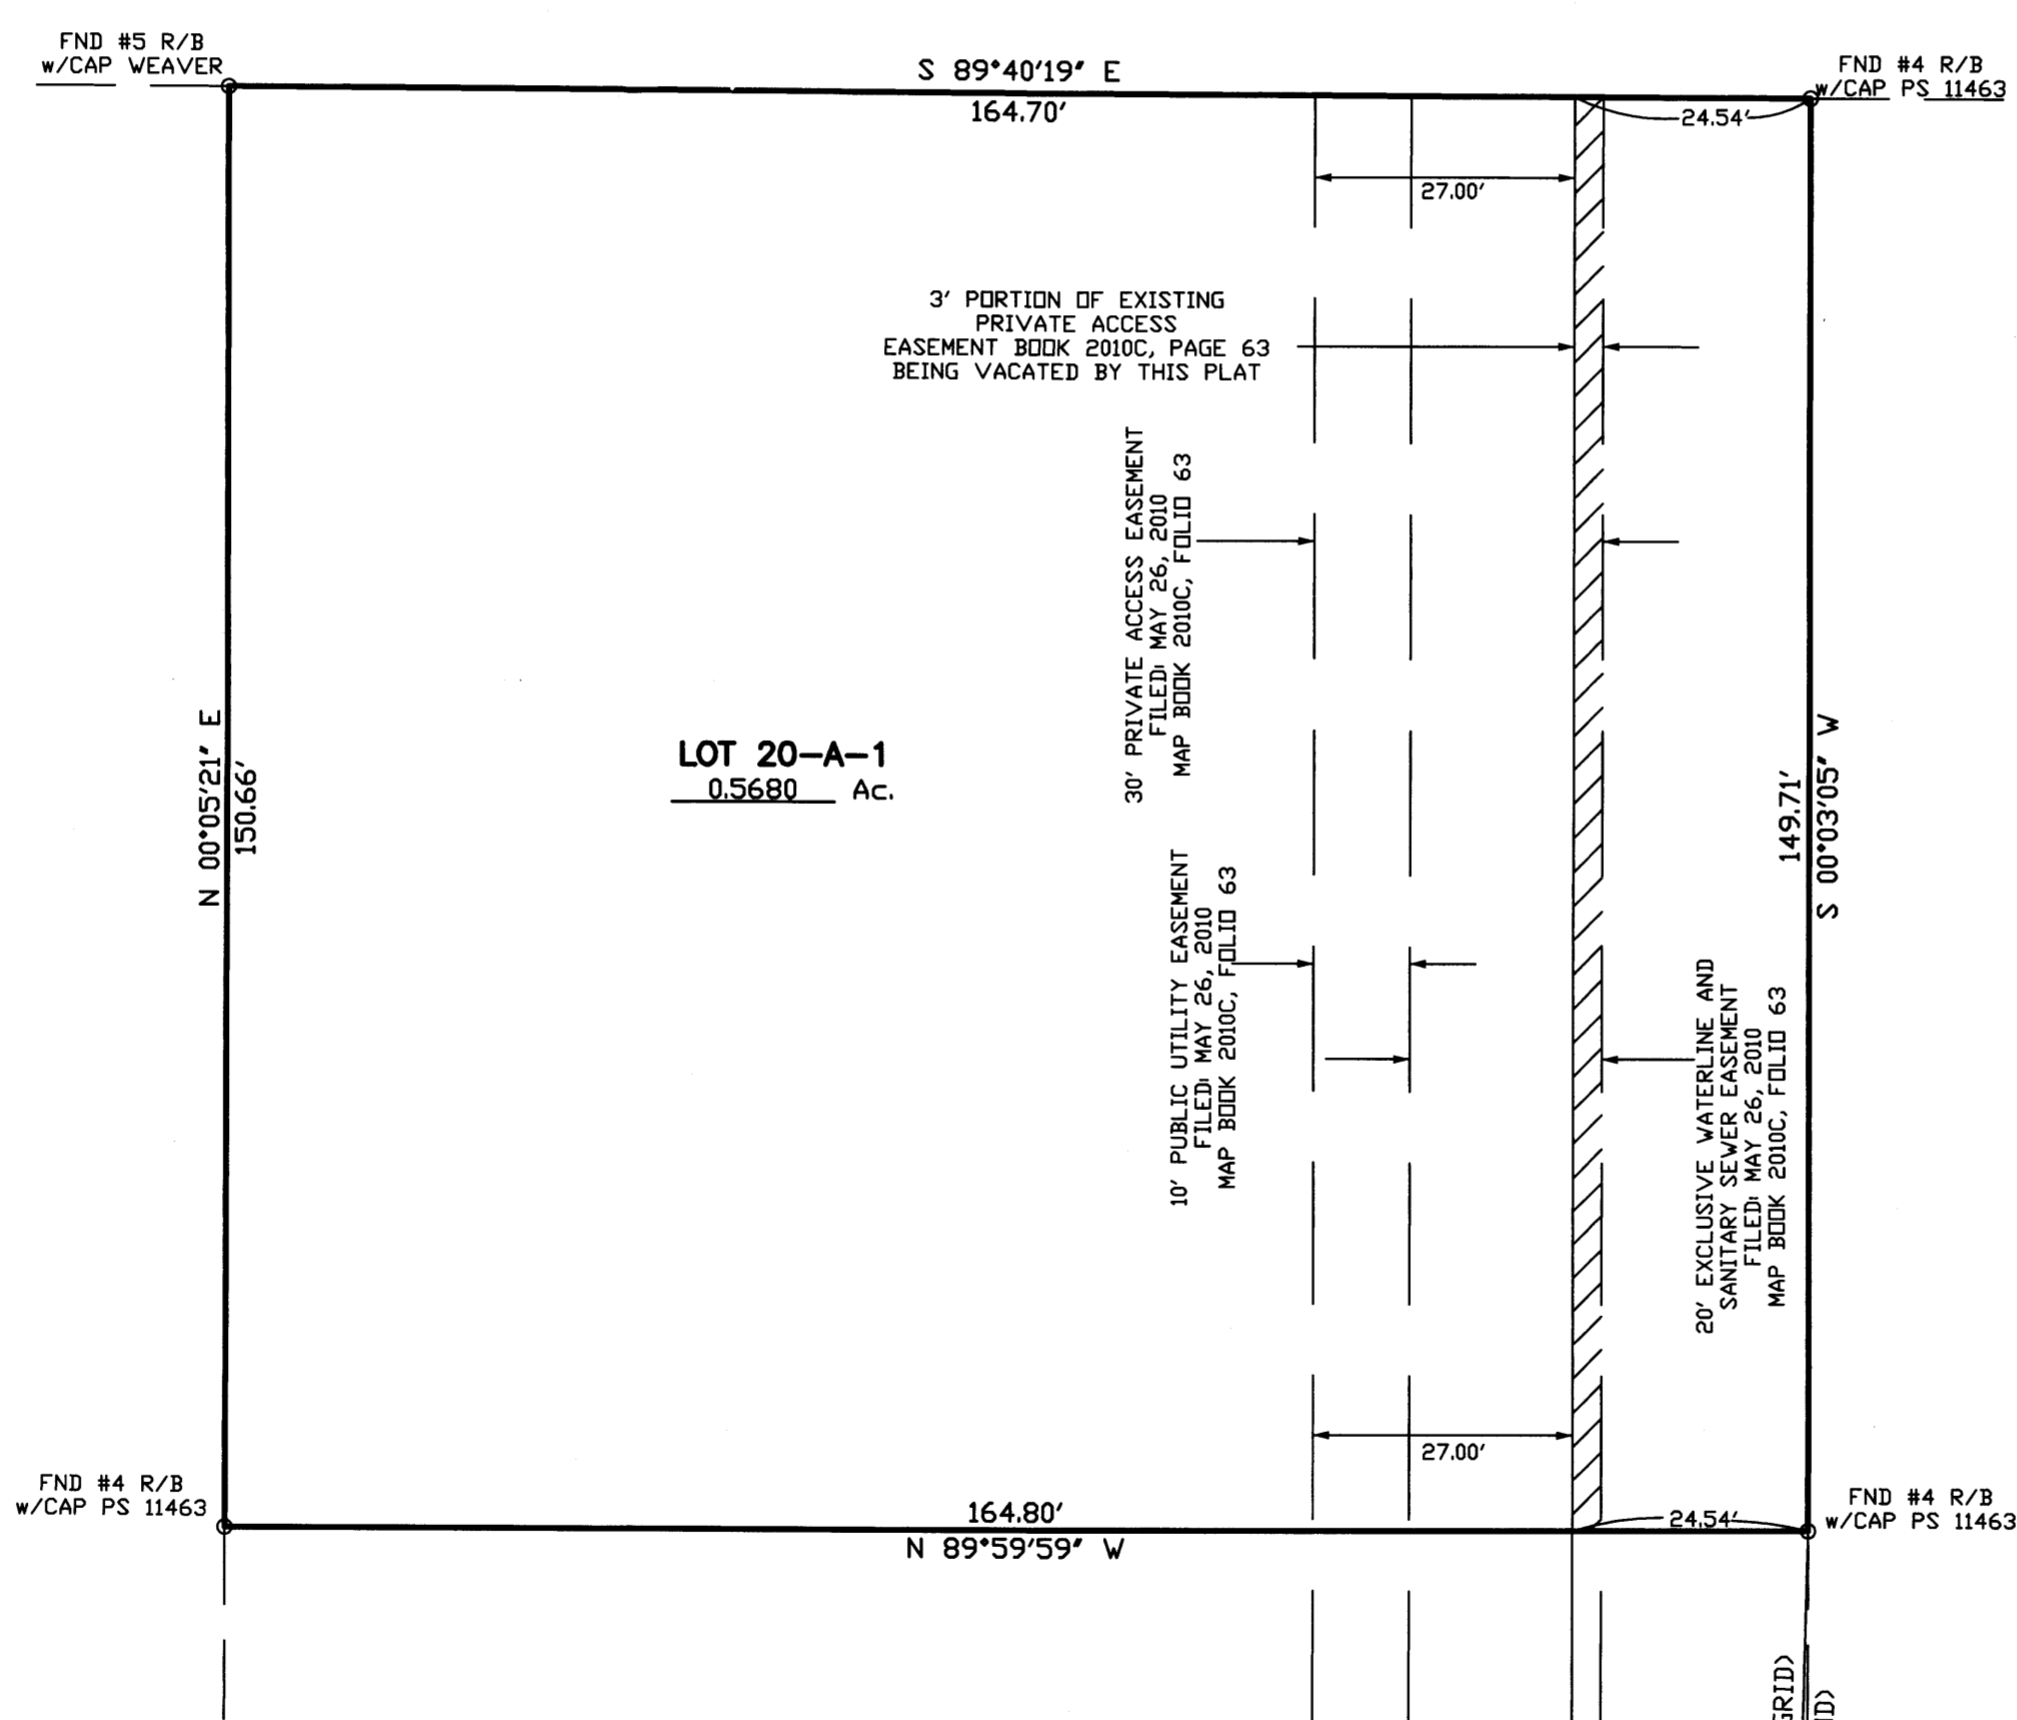 FND #5 R/B
w/CAP WEAVER
S 89°40'19" E
164.70'
FND #4 R/B
w/CAP PS 11463
24.54'
27.00'
3' PORTION OF EXISTING
PRIVATE ACCESS
EASEMENT BOOK 2010C, PAGE 63
BEING VACATED BY THIS PLAT
30' PRIVATE ACCESS EASEMENT
FILED: MAY 26, 2010
MAP BOOK 2010C, FOLIO 63
N 00°05'21" E
150.66'
LOT 20-A-1
0.5680 Ac.
149.71'
S 00°03'05" W
10' PUBLIC UTILITY EASEMENT
FILED: MAY 26, 2010
MAP BOOK 2010C, FOLIO 63
20' EXCLUSIVE WATERLINE AND
SANITARY SEWER EASEMENT
FILED: MAY 26, 2010
MAP BOOK 2010C, FOLIO 63
27.00'
FND #4 R/B
w/CAP PS 11463
164.80'
N 89°59'59" W
24.54'
FND #4 R/B
w/CAP PS 11463
GRID)